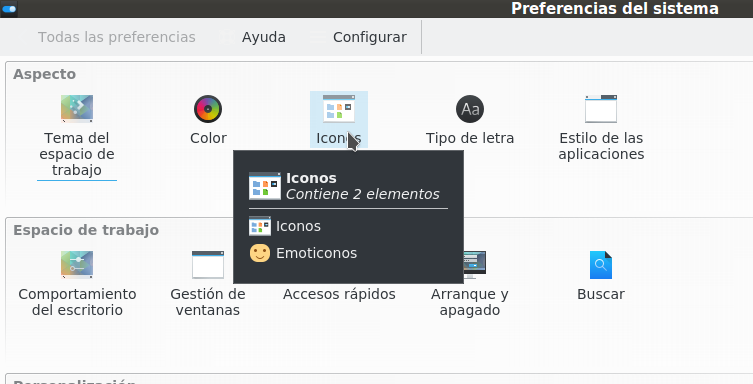 Preferencias del sistema
Todas las preferencias Ayuda Configurar
Aspecto
Tema del
espacio de
trabajo
Color
Iconos
Aa
Tipo de letra
Estilo de las
aplicaciones
Iconos
Contiene 2 elementos
Iconos
Emoticonos
Espacio de trabajo
Comportamiento
del escritorio
Gestión de
ventanas
Accesos rápidos
Arranque y
apagado
Buscar
Personalización